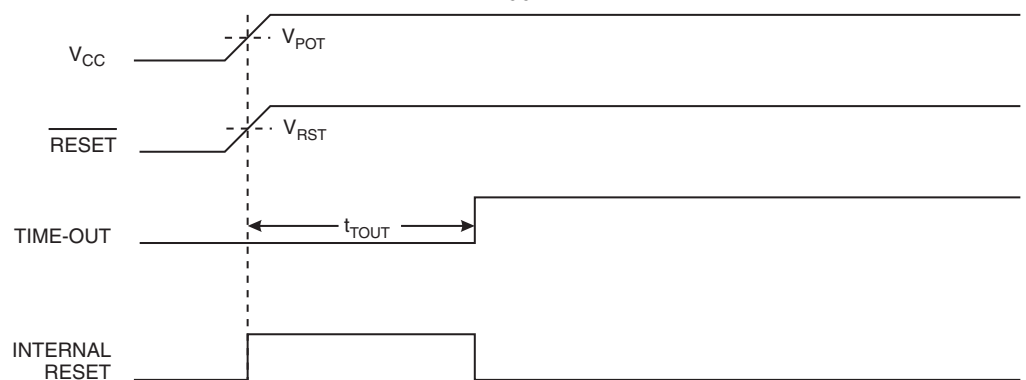 V_POT
V_CC
V_RST
RESET
t_TOUT
TIME-OUT
INTERNAL
RESET